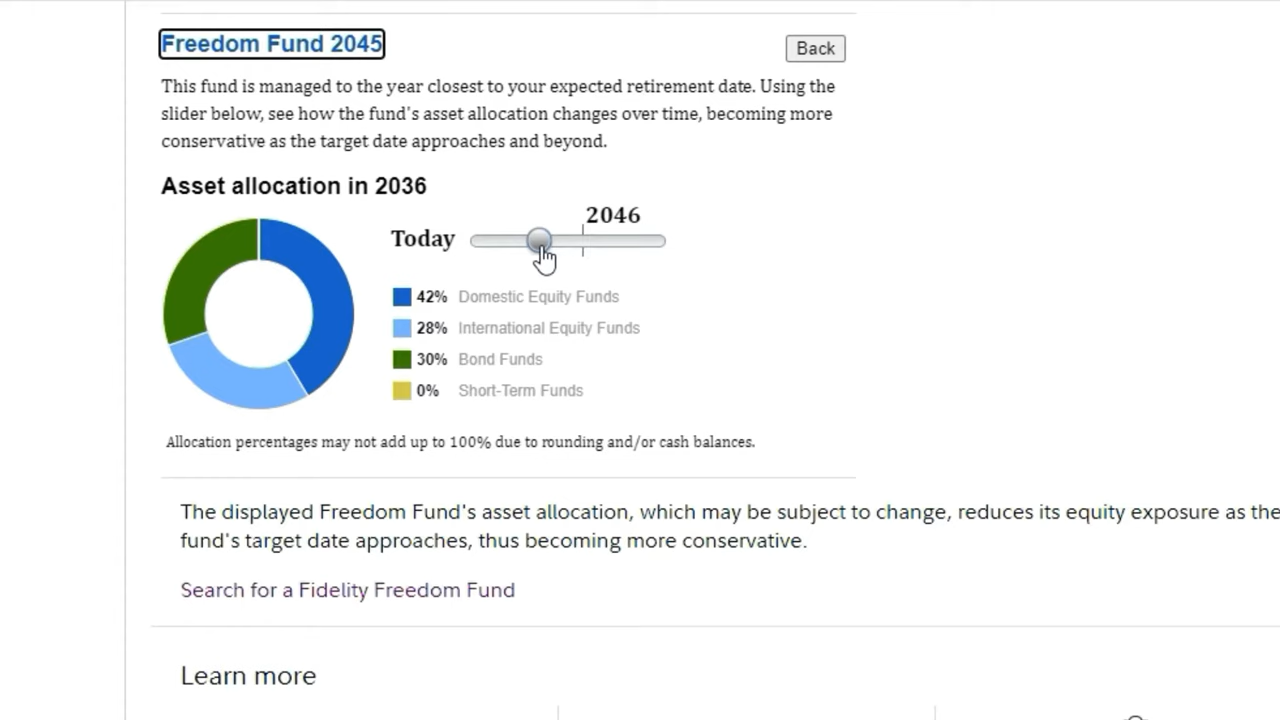 Freedom Fund 2045
Back
This fund is managed to the year closest to your expected retirement date. Using the
slider below, see how the fund's asset allocation changes over time, becoming more
conservative as the target date approaches and beyond.
Asset allocation in 2036
2046
Today
42% Domestic Equity Funds
28% International Equity Funds
30% Bond Funds
0% Short-Term Funds
Allocation percentages may not add up to 100% due to rounding and/or cash balances.
The displayed Freedom Fund's asset allocation, which may be subject to change, reduces its equity exposure as the
fund's target date approaches, thus becoming more conservative.
Search for a Fidelity Freedom Fund
Learn more